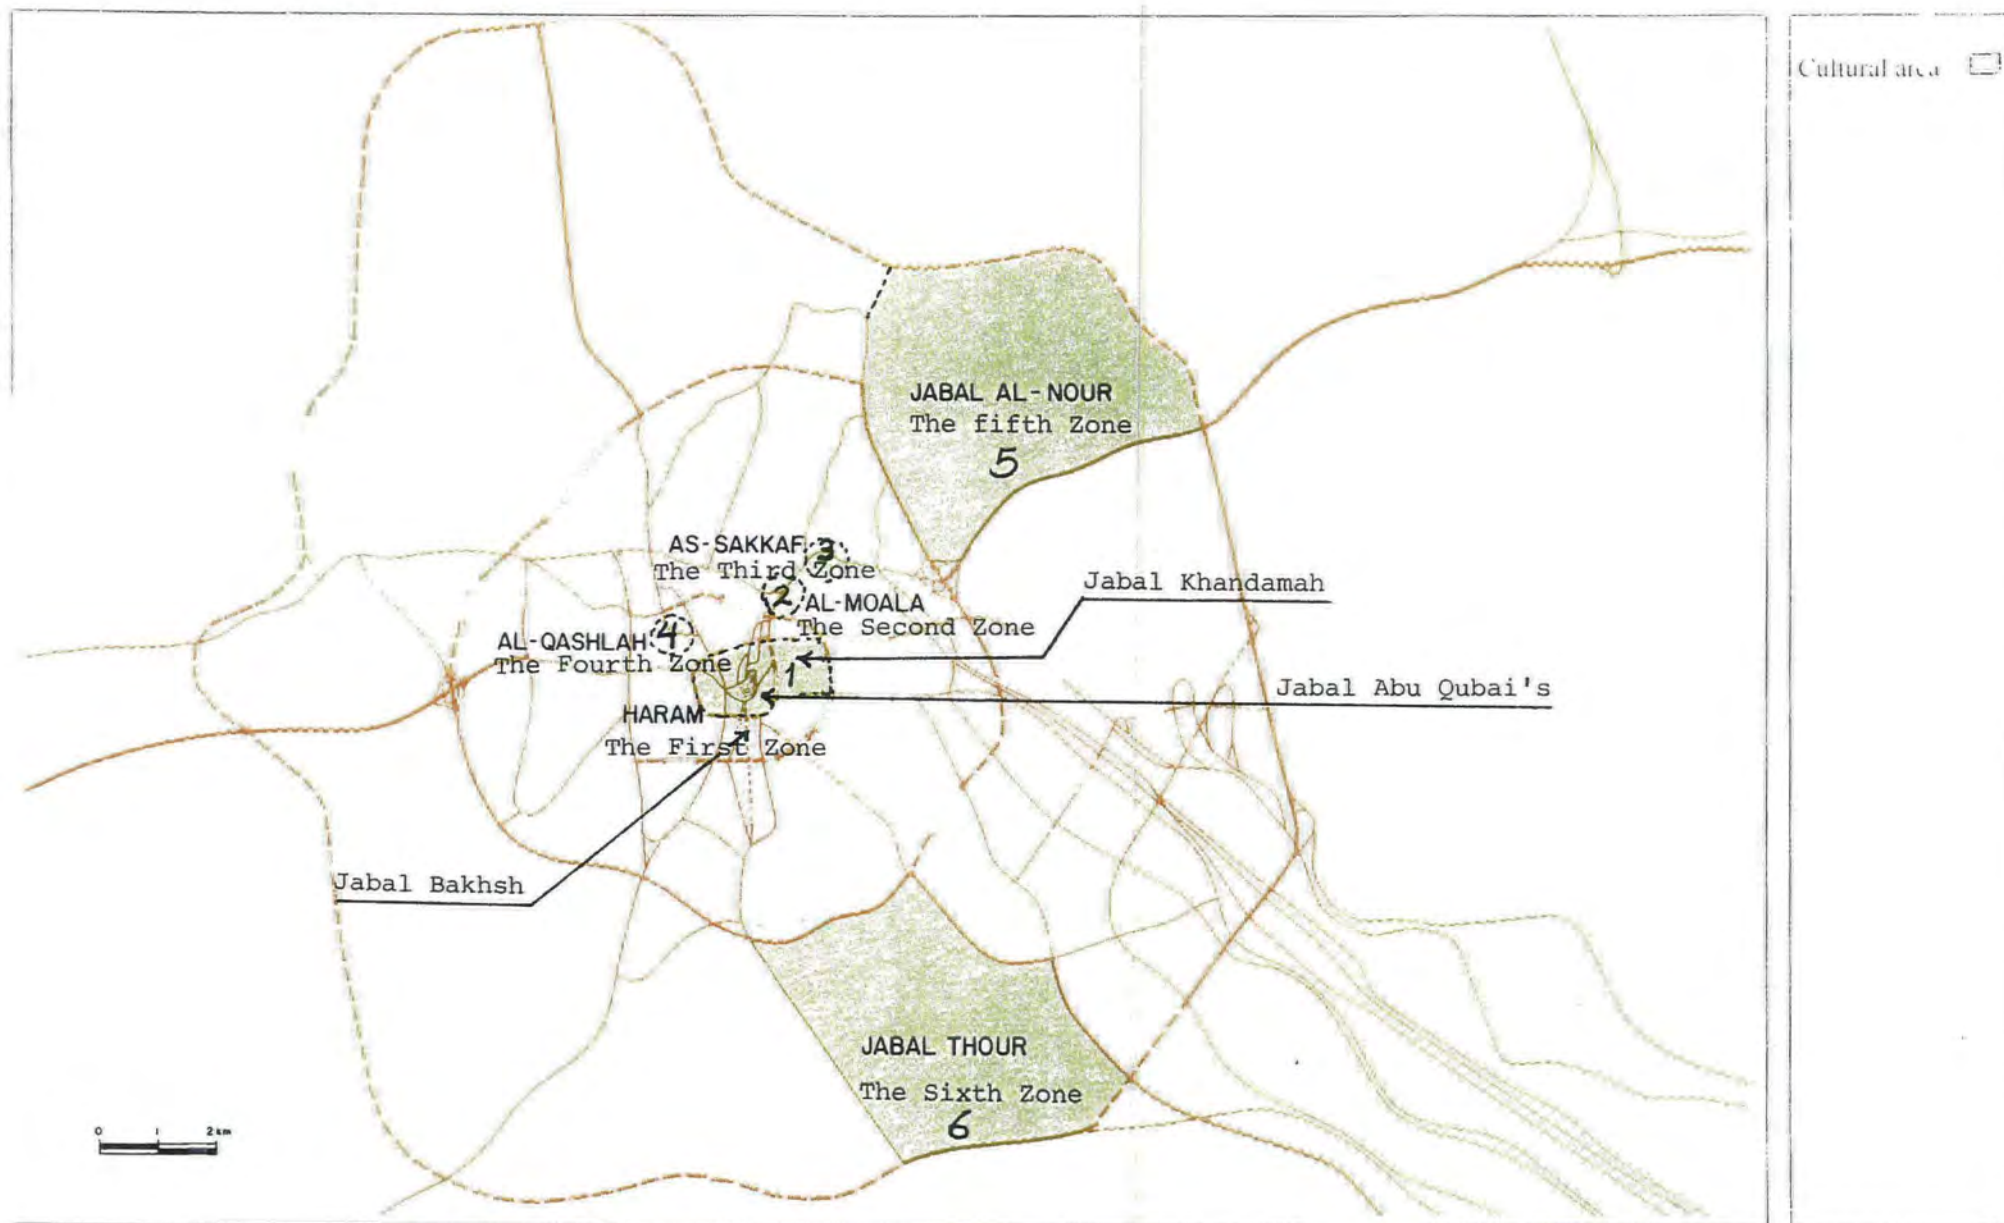 Cultural area
JABAL AL-NOUR
The fifth Zone
5
AS-SAKKAF
3
The Third Zone
2
AL-MOALA
The Second Zone
Jabal Khandamah
4
AL-QASHLAH
The Fourth Zone
1
Jabal Abu Qubai's
HARAM
The First Zone
Jabal Bakhsh
JABAL THOUR
The Sixth Zone
6
0 1 2 km